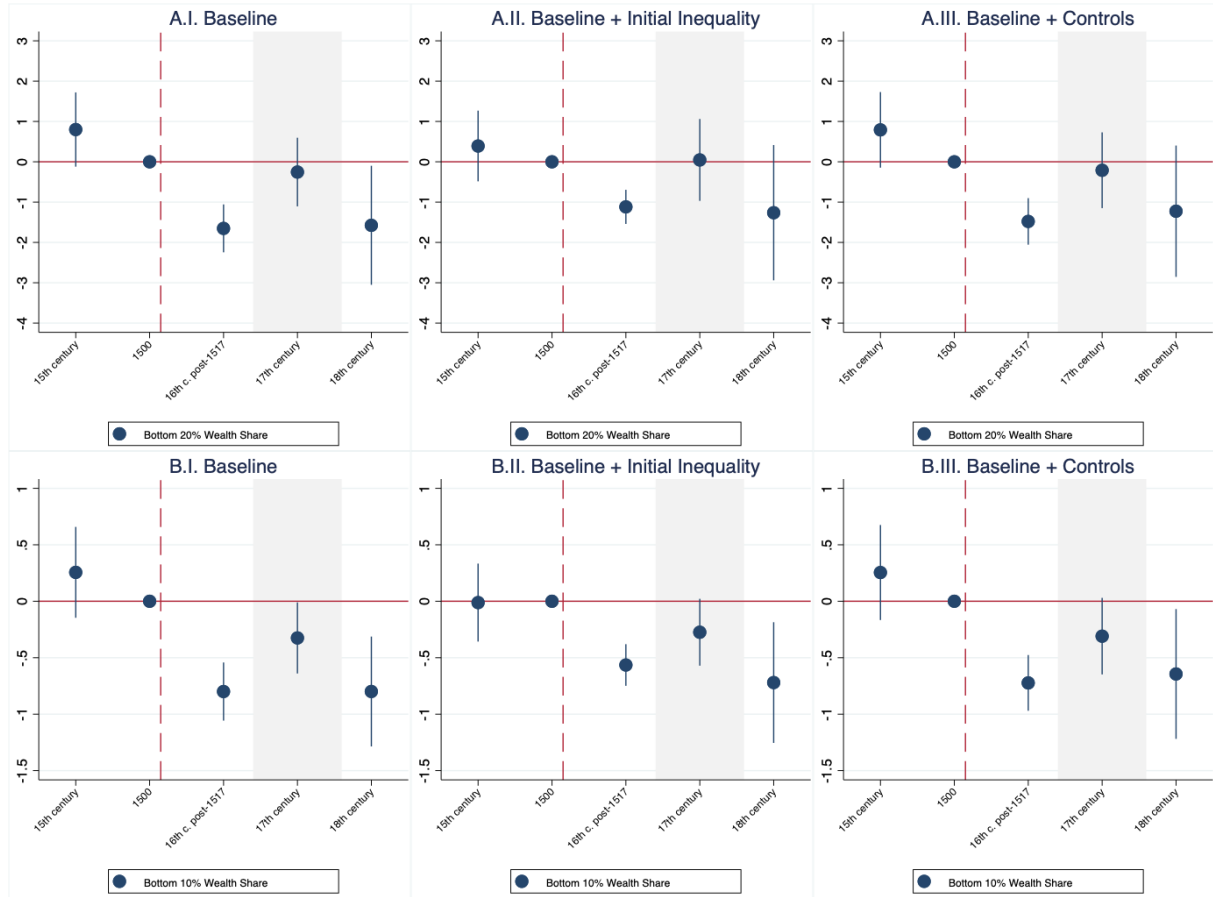 A.I. Baseline
3
2
1
0
-1
-2
-3
-4
15th century
1500
16th c. post-1517
17th century
18th century
Bottom 20% Wealth Share
A.II. Baseline + Initial Inequality
3
2
1
0
-1
-2
-3
-4
15th century
1500
16th c. post-1517
17th century
18th century
Bottom 20% Wealth Share
A.III. Baseline + Controls
3
2
1
0
-1
-2
-3
-4
15th century
1500
16th c. post-1517
17th century
18th century
Bottom 20% Wealth Share
B.I. Baseline
1
.5
0
-.5
-1
-1.5
15th century
1500
16th c. post-1517
17th century
18th century
Bottom 10% Wealth Share
B.II. Baseline + Initial Inequality
1
.5
0
-.5
-1
-1.5
15th century
1500
16th c. post-1517
17th century
18th century
Bottom 10% Wealth Share
B.III. Baseline + Controls
1
.5
0
-.5
-1
-1.5
15th century
1500
16th c. post-1517
17th century
18th century
Bottom 10% Wealth Share